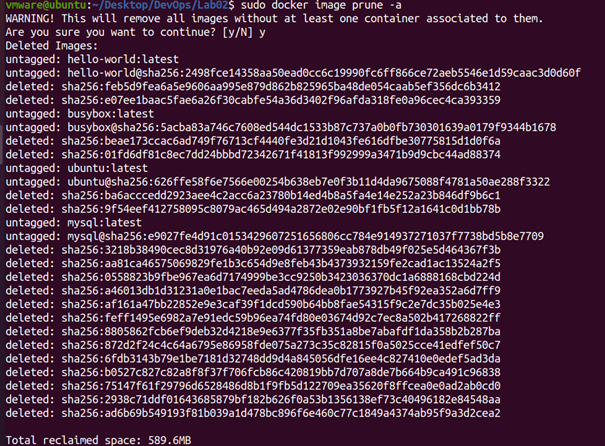 vmware@ubuntu:~/Desktop/DevOps/Lab02$ sudo docker image prune -a
WARNING! This will remove all images without at least one container associated to them.
Are you sure you want to continue? [y/N] y
Deleted Images:
untagged: hello-world:latest
untagged: hello-world@sha256:2498fce14358aa50ead0cc6c19990fc6ff866ce72aeb5546e1d59caac3d0d60f
deleted: sha256:feb5d9fea6a5e9606aa995e879d862b825965ba48de054caab5ef356dc6b3412
deleted: sha256:e07ee1baac5fae6a26f30cabfe54a36d3402f96afda318fe0a96cec4ca393359
untagged: busybox:latest
untagged: busybox@sha256:5acba83a746c7608ed544dc1533b87c737a0b0fb730301639a0179f9344b1678
deleted: sha256:beae173ccac6ad749f76713cf4440fe3d21d1043fe616dfbe30775815d1d0f6a
deleted: sha256:01fd6df81c8ec7dd24bbbd72342671f41813f992999a3471b9d9cbc44ad88374
untagged: ubuntu:latest
untagged: ubuntu@sha256:626ffe58f6e7566e00254b638eb7e0f3b11d4da9675088f4781a50ae288f3322
deleted: sha256:ba6acccedd2923aee4c2acc6a23780b14ed4b8a5fa4e14e252a23b846df9b6c1
deleted: sha256:9f54eef412758095c8079ac465d494a2872e02e90bf1fb5f12a1641c0d1bb78b
untagged: mysql:latest
untagged: mysql@sha256:e9027fe4d91c0153429607251656806cc784e914937271037f7738bd5b8e7709
deleted: sha256:3218b38490cec8d31976a40b92e09d61377359eab878db49f025e5d464367f3b
deleted: sha256:aa81ca46575069829fe1b3c654d9e8feb43b4373932159fe2cad1ac13524a2f5
deleted: sha256:0558823b9fbe967ea6d7174999be3cc9250b3423036370dc1a6888168cbd224d
deleted: sha256:a46013db1d31231a0e1bac7eeda5ad4786dea0b1773927b45f92ea352a6d7ff9
deleted: sha256:af161a47bb22852e9e3caf39f1dcd590b64bb8fae54315f9c2e7dc35b025e4e3
deleted: sha256:feff1495e6982a7e91edc59b96ea74fd80e03674d92c7ec8a502b417268822ff
deleted: sha256:8805862fcb6ef9deb32d4218e9e6377f35fb351a8be7abafdf1da358b2b287ba
deleted: sha256:872d2f24c4c64a6795e86958fde075a273c35c82815f0a5025cce41edfef50c7
deleted: sha256:6fdb3143b79e1be7181d32748dd9d4a845056dfe16ee4c827410e0edef5ad3da
deleted: sha256:b0527c827c82a8f8f37f706fcb86c420819bb7d707a8de7b664b9ca491c96838
deleted: sha256:75147f61f29796d6528486d8b1f9fb5d122709ea35620f8ffcea0e0ad2ab0cd0
deleted: sha256:2938c71ddf01643685879bf182b626f0a53b1356138ef73c40496182e84548aa
deleted: sha256:ad6b69b549193f81b039a1d478bc896f6e460c77c1849a4374ab95f9a3d2cea2
Total reclaimed space: 589.6MB